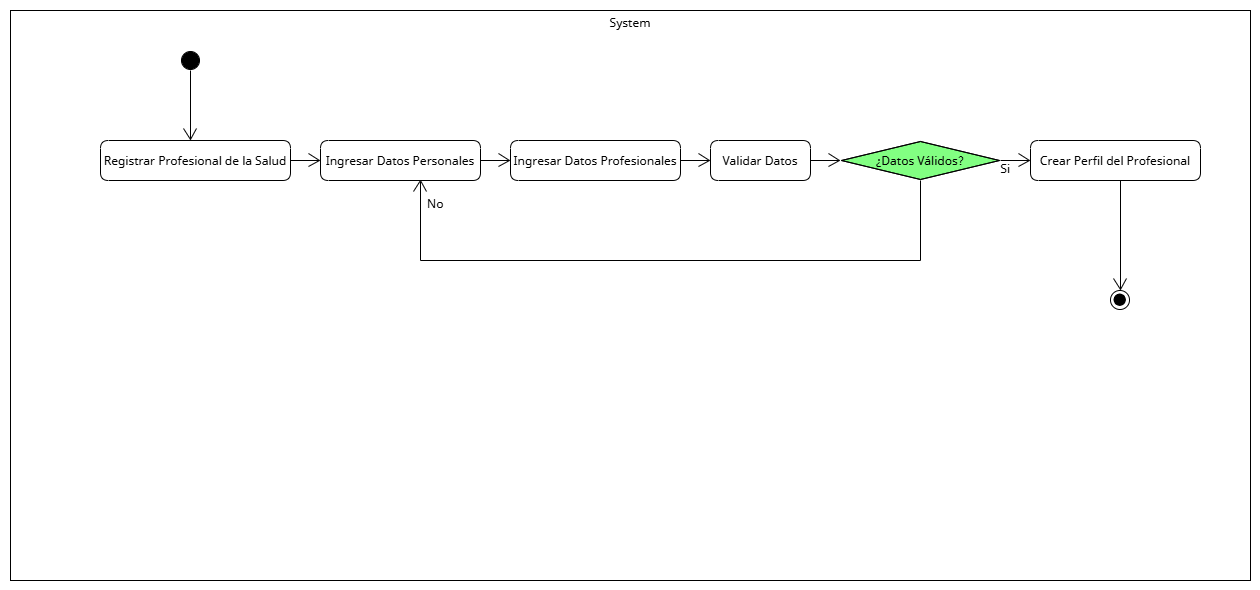 System
Registrar Profesional de la Salud
Ingresar Datos Personales
Ingresar Datos Profesionales
Validar Datos
¿Datos Válidos?
Si
Crear Perfil del Profesional
No